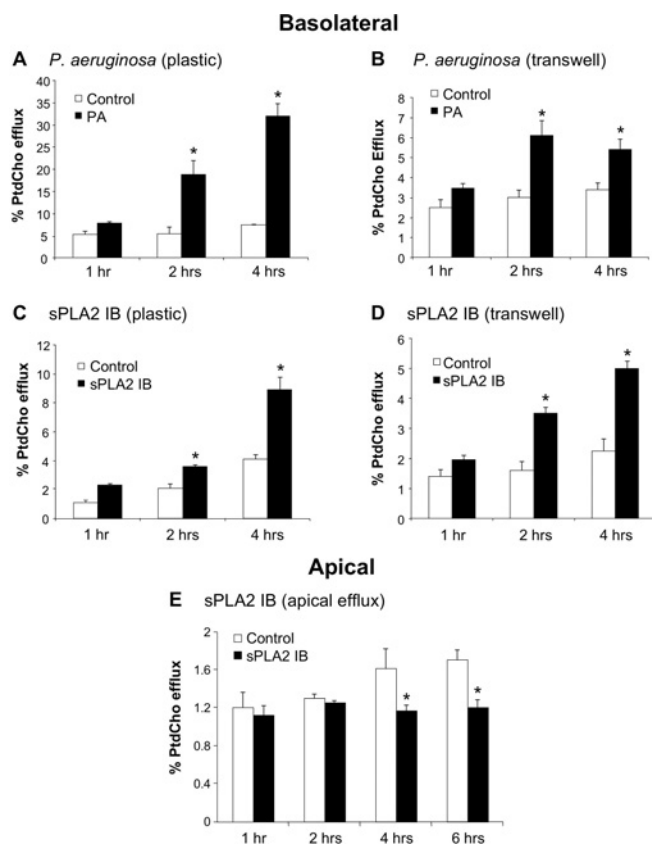 Basolateral
A P. aeruginosa (plastic)
% PtdCho efflux
40
35
30
25
20
15
10
5
0
Control
PA
*
*
1 hr 2 hrs 4 hrs
B P. aeruginosa (transwell)
% PtdCho Efflux
8
7
6
5
4
3
2
1
0
Control
PA
*
*
1 hr 2 hrs 4 hrs
C sPLA2 IB (plastic)
% PtdCho efflux
12
10
8
6
4
2
0
Control
sPLA2 IB
*
*
1 hr 2 hrs 4 hrs
D sPLA2 IB (transwell)
% PtdCho efflux
6
5
4
3
2
1
0
Control
sPLA2 IB
*
*
1 hr 2 hrs 4 hrs
Apical
E sPLA2 IB (apical efflux)
% PtdCho efflux
2
1.6
1.2
0.8
0.4
0
Control
sPLA2 IB
*
*
1 hr 2 hrs 4 hrs 6 hrs